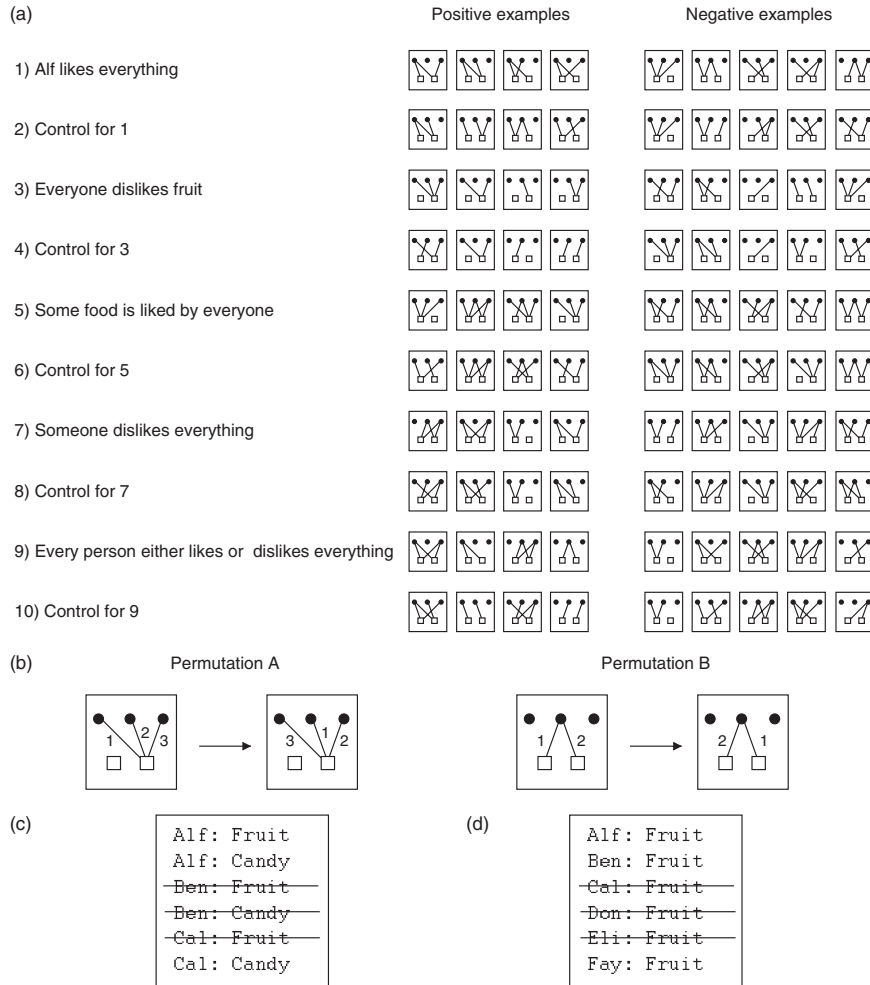 (a)
Positive examples Negative examples
1) Alf likes everything
2) Control for 1
3) Everyone dislikes fruit
4) Control for 3
5) Some food is liked by everyone
6) Control for 5
7) Someone dislikes everything
8) Control for 7
9) Every person either likes or dislikes everything
10) Control for 9
(b)
Permutation A Permutation B
1 2 3 3 1 2 1 2 2 1
(c)
Alf: Fruit
Alf: Candy
Ben: Fruit
Ben: Candy
Cal: Fruit
Cal: Candy
(d)
Alf: Fruit
Ben: Fruit
Cal: Fruit
Don: Fruit
Eli: Fruit
Fay: Fruit